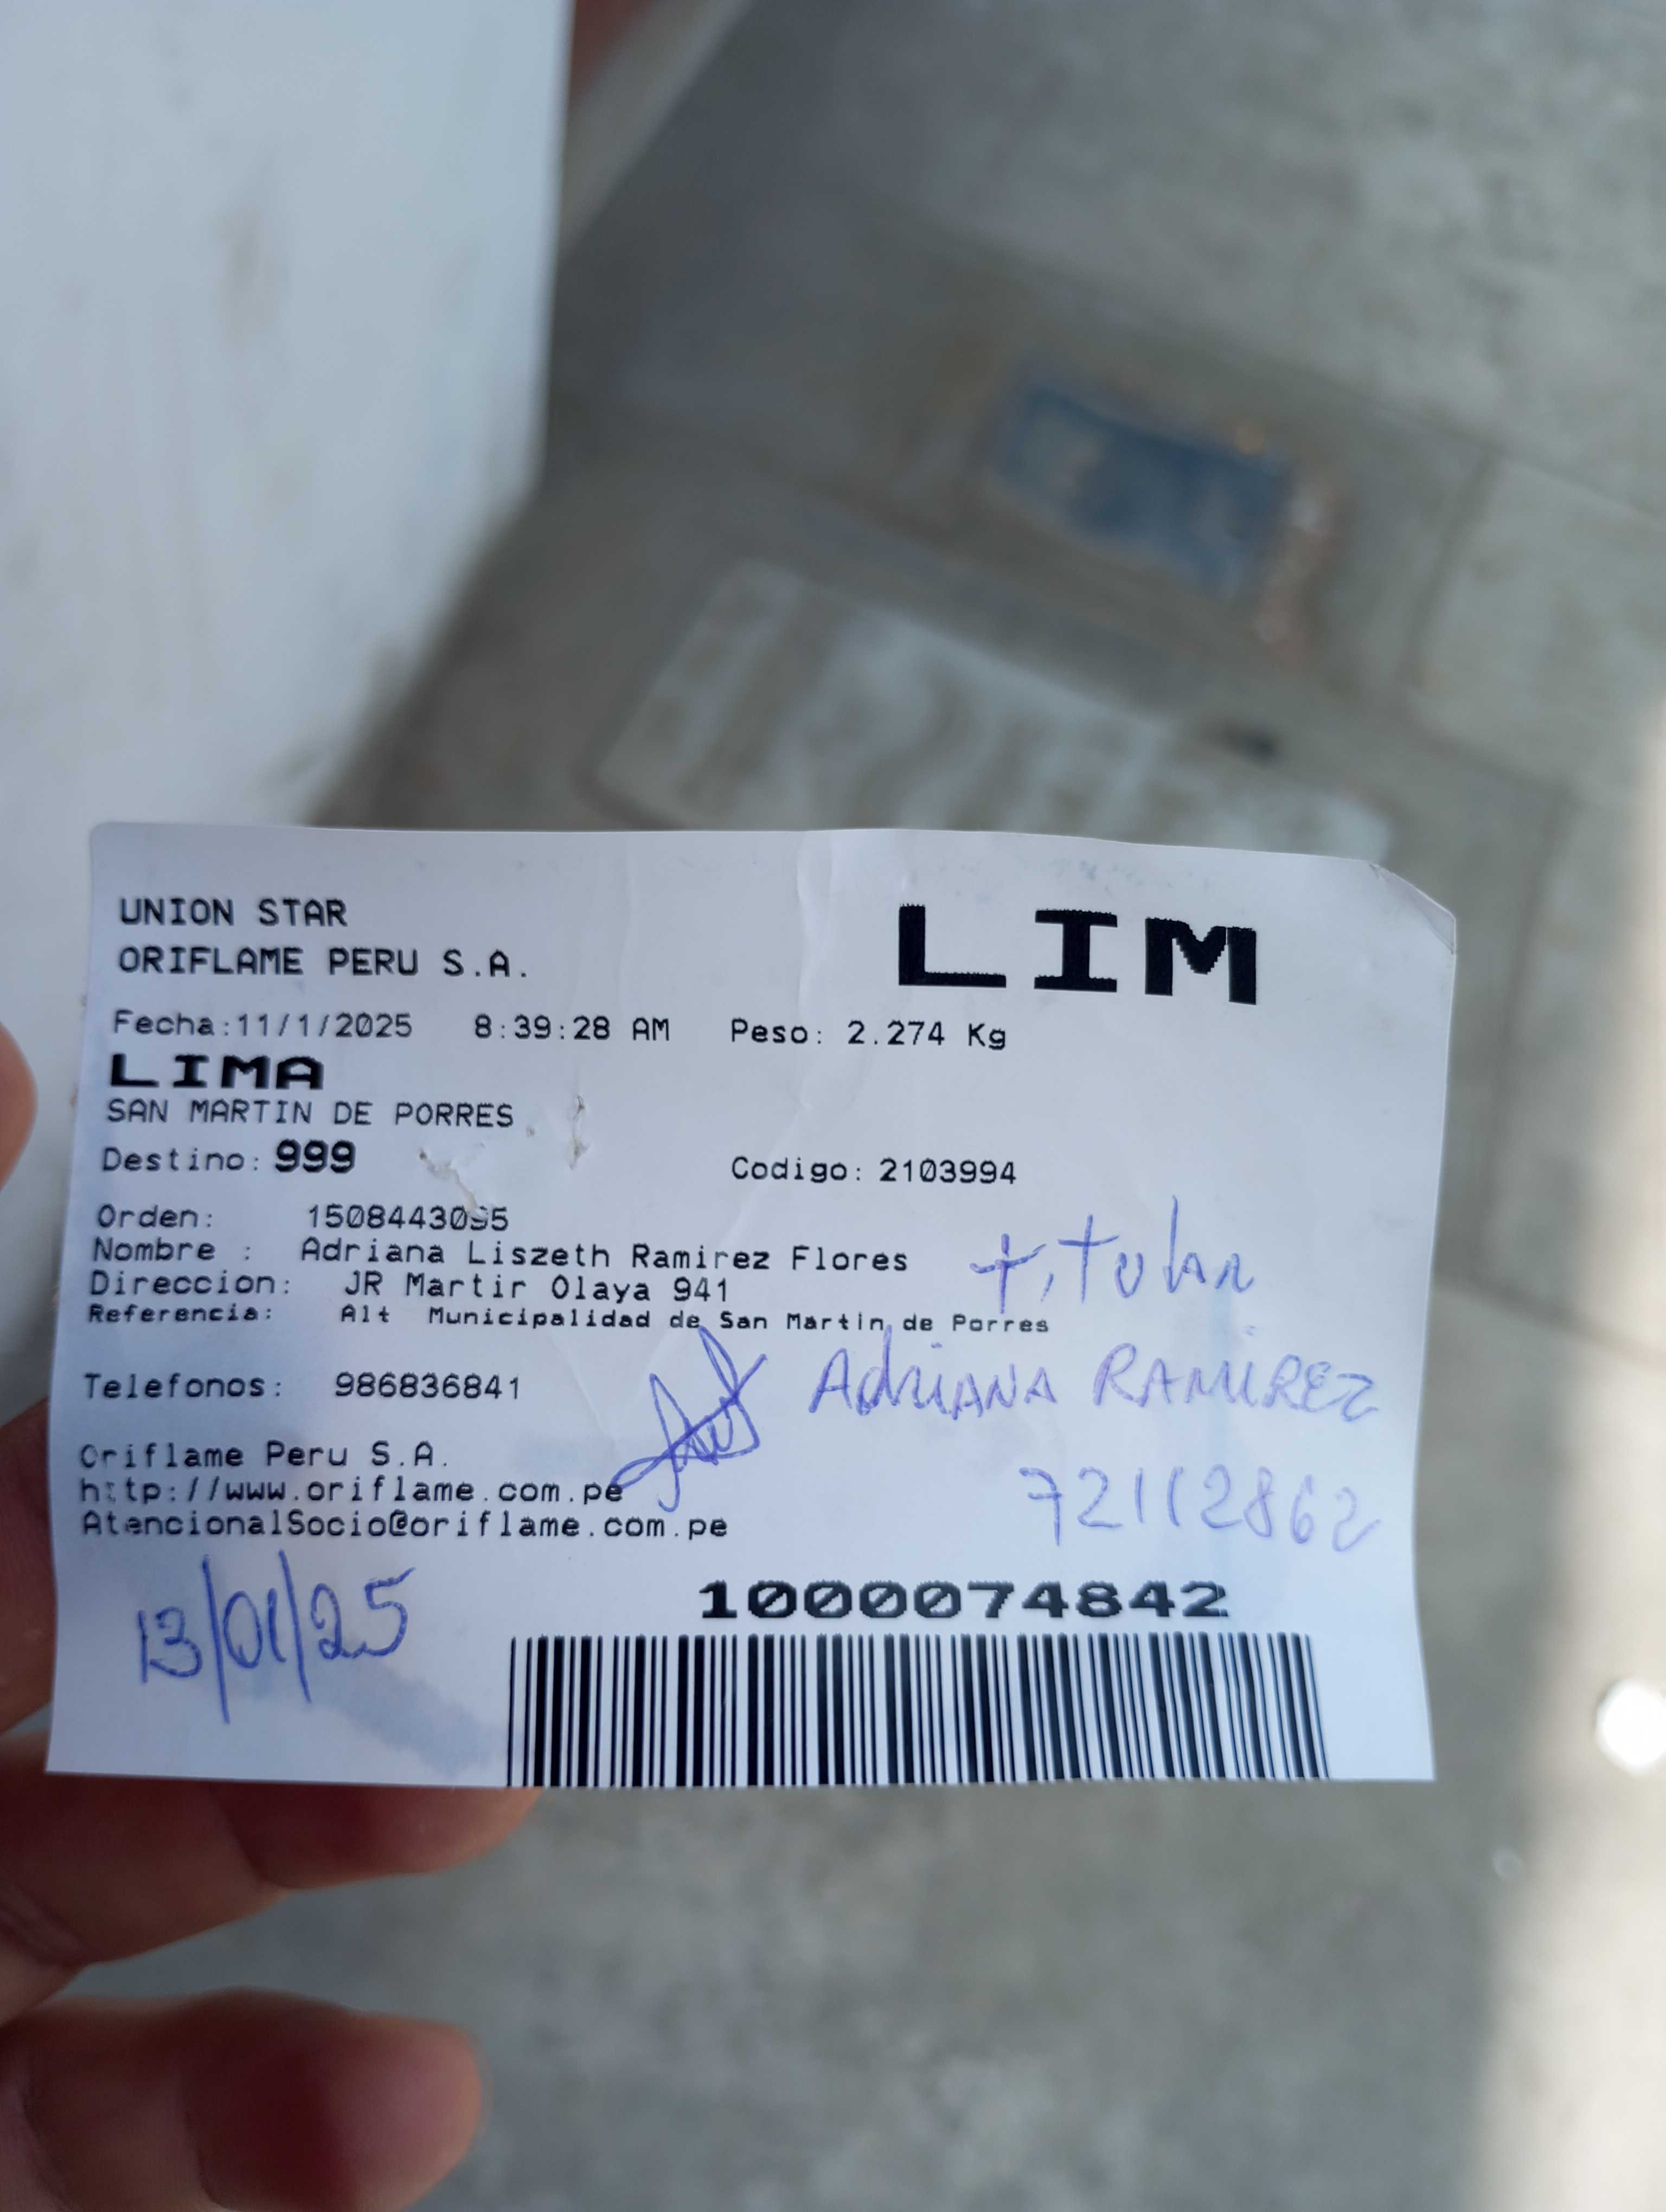 UNION STAR
ORIFLAME PERU S.A.
LIM
Fecha:11/1/2025 8:39:28 AM Peso: 2.274 Kg
LIMA
SAN MARTIN DE PORRES
Destino: 999 Codigo: 2103994
Orden:
Nombre : Adriana Liszeth Ramirez Flores
titular
Direccion: JR Martir Olaya 941
Referencia: Alt Municipalidad de San Martin de Porres
Telefonos: 986836841
Adriana RAMIREZ
72112862
Oriflame Peru S.A.
http://www.oriflame.com.pe
AtencionalSocio@oriflame.com.pe
13/01/25
1000074842